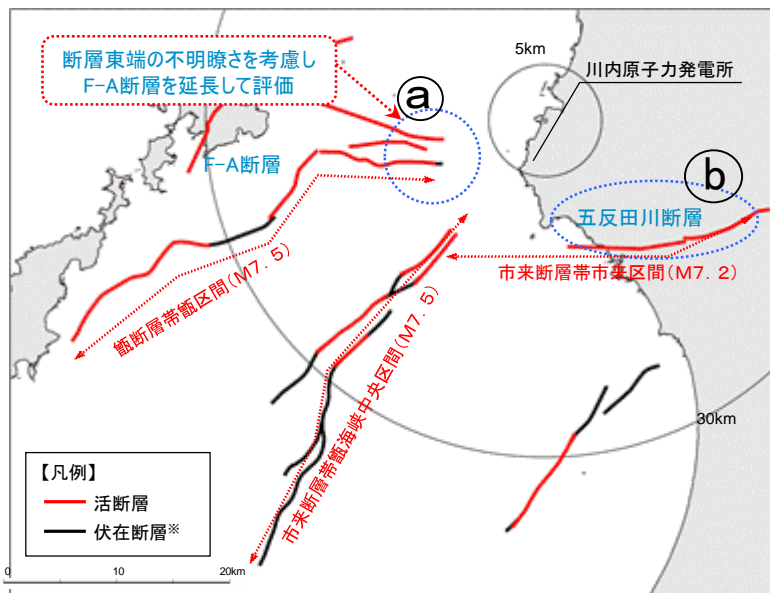 断層東端の不明瞭さを考慮し
F-A断層を延長して評価
5km
川内原子力発電所
ⓐ
F-A断層
ⓑ
五反田川断層
市来断層帯市来区間(M7.2)
甑断層帯甑区間(M7.5)
市来断層帯甑海峡中央区間(M7.5)
30km
【凡例】
活断層
伏在断層※
0 10 20km